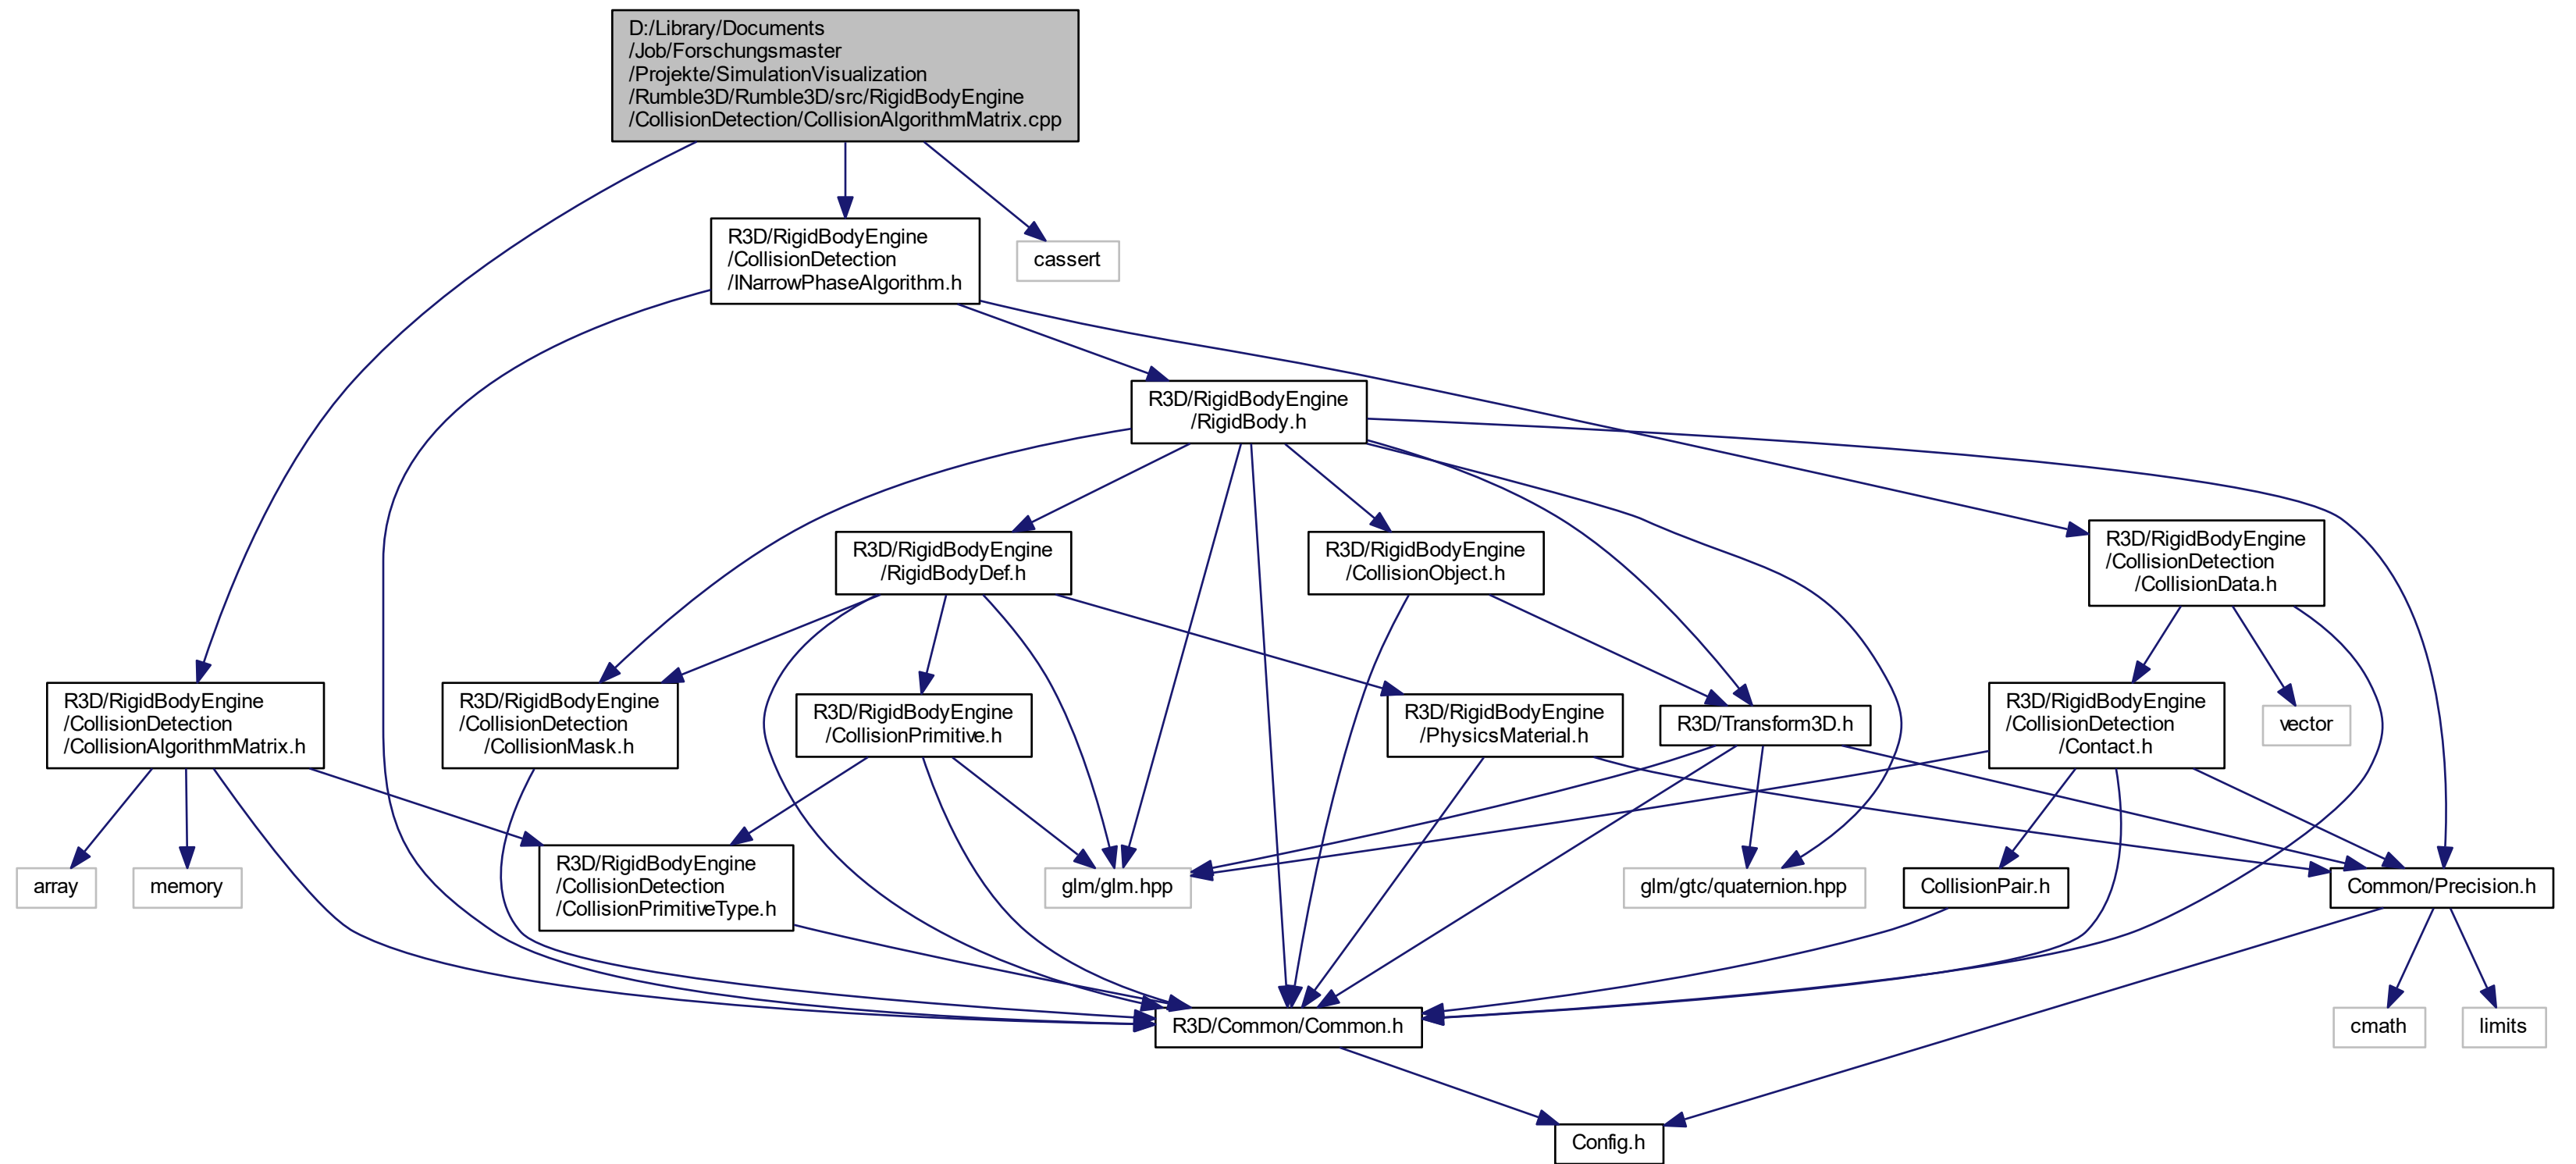 D:/Library/Documents
/Job/Forschungsmaster
/Projekte/SimulationVisualization
/Rumble3D/Rumble3D/src/RigidBodyEngine
/CollisionDetection/CollisionAlgorithmMatrix.cpp
R3D/RigidBodyEngine
/CollisionDetection
/INarrowPhaseAlgorithm.h
cassert
R3D/RigidBodyEngine
/RigidBody.h
R3D/RigidBodyEngine
/RigidBodyDef.h
R3D/RigidBodyEngine
/CollisionObject.h
R3D/RigidBodyEngine
/CollisionDetection
/CollisionData.h
R3D/RigidBodyEngine
/CollisionDetection
/CollisionAlgorithmMatrix.h
R3D/RigidBodyEngine
/CollisionDetection
/CollisionMask.h
R3D/RigidBodyEngine
/CollisionPrimitive.h
R3D/RigidBodyEngine
/PhysicsMaterial.h
R3D/Transform3D.h
R3D/RigidBodyEngine
/CollisionDetection
/Contact.h
vector
array
memory
R3D/RigidBodyEngine
/CollisionDetection
/CollisionPrimitiveType.h
glm/glm.hpp
glm/gtc/quaternion.hpp
CollisionPair.h
Common/Precision.h
R3D/Common/Common.h
cmath
limits
Config.h